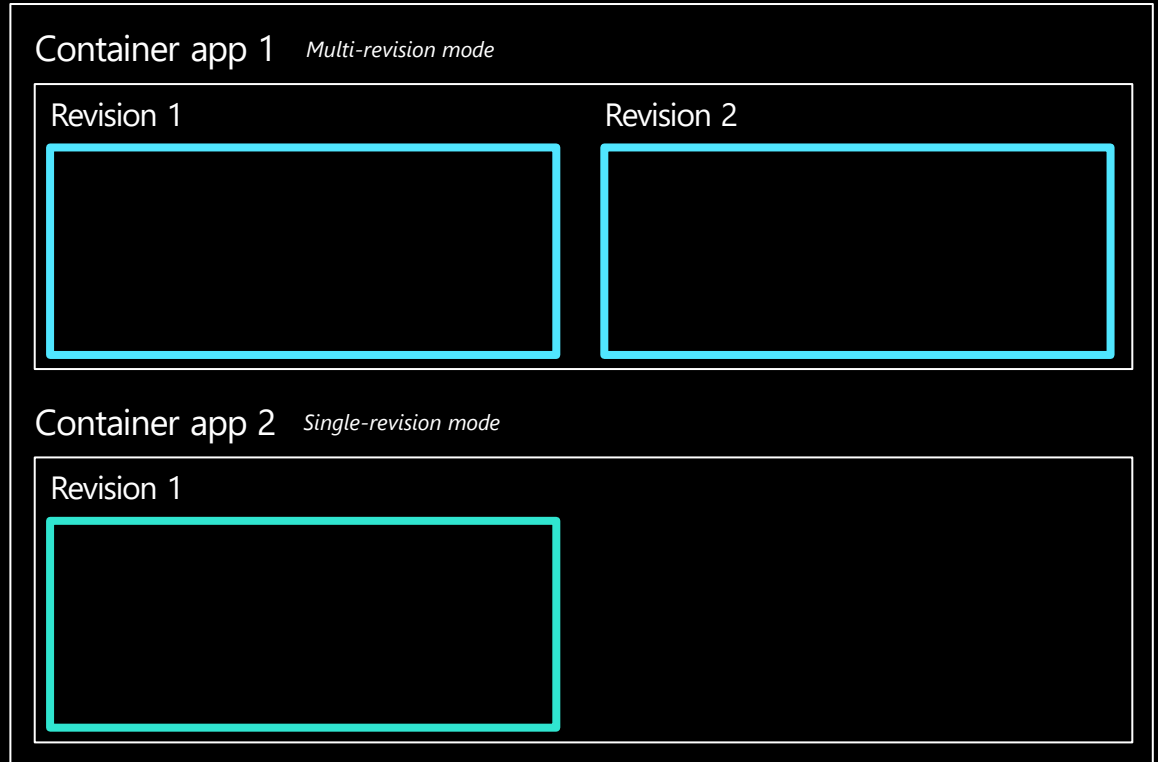 Container app 1 Multi-revision mode
Revision 1 Revision 2
Container app 2 Single-revision mode
Revision 1